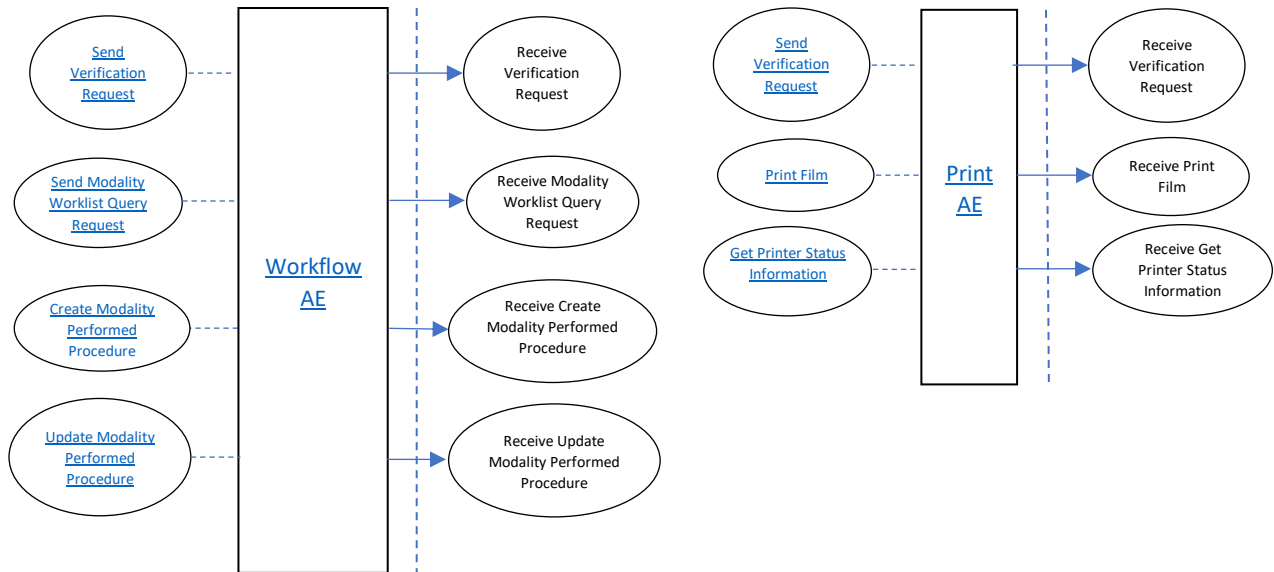 Send
Verification
Request
Receive
Verification
Request
Send Modality
Worklist Query
Request
Receive Modality
Worklist Query
Request
Workflow
AE
Create Modality
Performed
Procedure
Receive Create
Modality Performed
Procedure
Update Modality
Performed
Procedure
Receive Update
Modality Performed
Procedure
Send
Verification
Request
Receive
Verification
Request
Print Film
Print
AE
Receive Print
Film
Get Printer Status
Information
Receive Get
Printer Status
Information